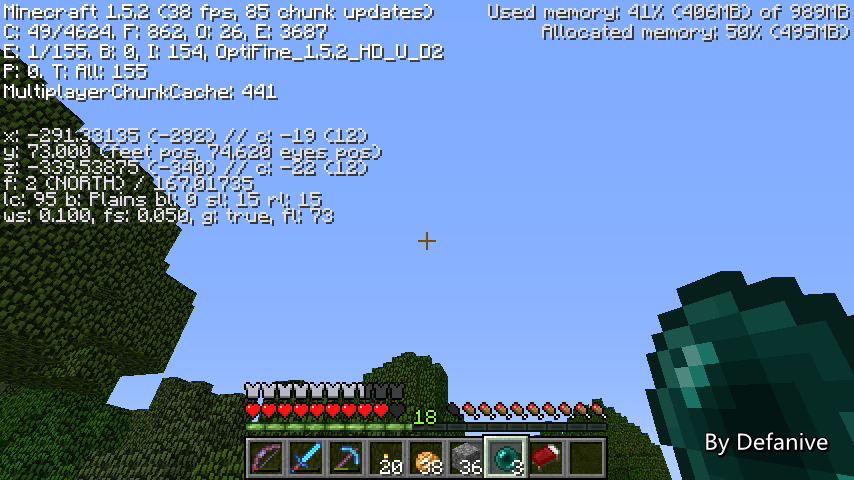 Minecraft 1.5.2 (38 fps, 85 chunk updates)
Used memory: 41% (406MB) of 989MB
C: 49/4624, F: 862, O: 26, E: 3687
Allocated memory: 50% (495MB)
E: 1/155, B: 0, I: 154, OptiFine_1.5.2_HD_U_D2
P: 0, T: All: 155
MultiplayerChunkCache: 441
x: -291.33135 (-292) // c: -19 (12)
y: 73.000 (feet pos, 74.620 eyes pos)
z: -339.53875 (-340) // c: -22 (12)
f: 2 (NORTH) / 167.01735
lc: 95 b: Plains bl: 0 sl: 15 rl: 15
ws: 0.100, fs: 0.050, g: true, fl: 73
18
By Defanive
20 38 36 3